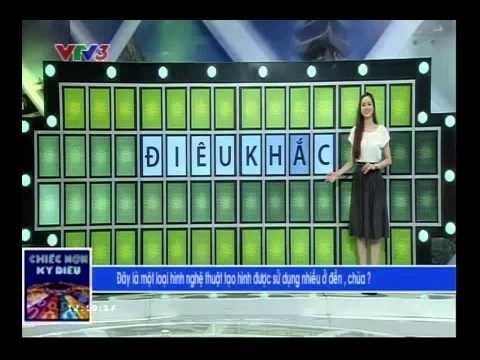 VTV3
ĐIÊUKHẮC
CHIẾC NÓN
KỲ DIỆU
Đây là một loại hình nghệ thuật tạo hình được sử dụng nhiều ở đền , chùa ?